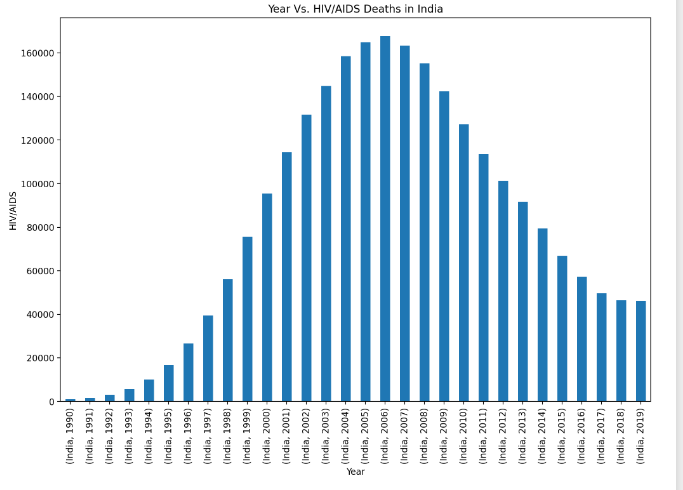 Year Vs. HIV/AIDS Deaths in India
HIV/AIDS
160000
140000
120000
100000
80000
60000
40000
20000
0
(India, 1990)
(India, 1991)
(India, 1992)
(India, 1993)
(India, 1994)
(India, 1995)
(India, 1996)
(India, 1997)
(India, 1998)
(India, 1999)
(India, 2000)
(India, 2001)
(India, 2002)
(India, 2003)
(India, 2004)
(India, 2005)
(India, 2006)
(India, 2007)
(India, 2008)
(India, 2009)
(India, 2010)
(India, 2011)
(India, 2012)
(India, 2013)
(India, 2014)
(India, 2015)
(India, 2016)
(India, 2017)
(India, 2018)
(India, 2019)
Year